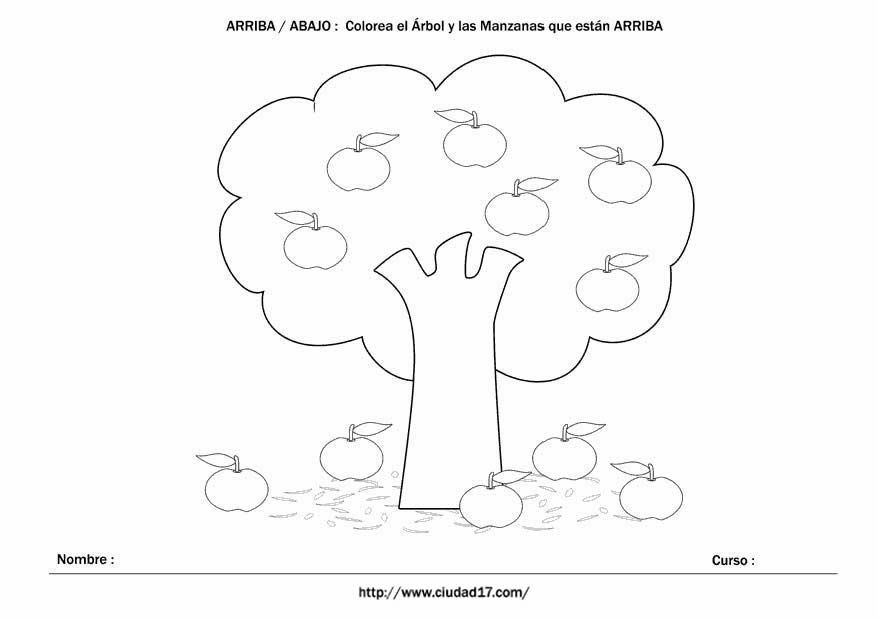 ARRIBA / ABAJO : Colorea el Árbol y las Manzanas que están ARRIBA
Nombre :
Curso :
http://www.ciudad17.com/